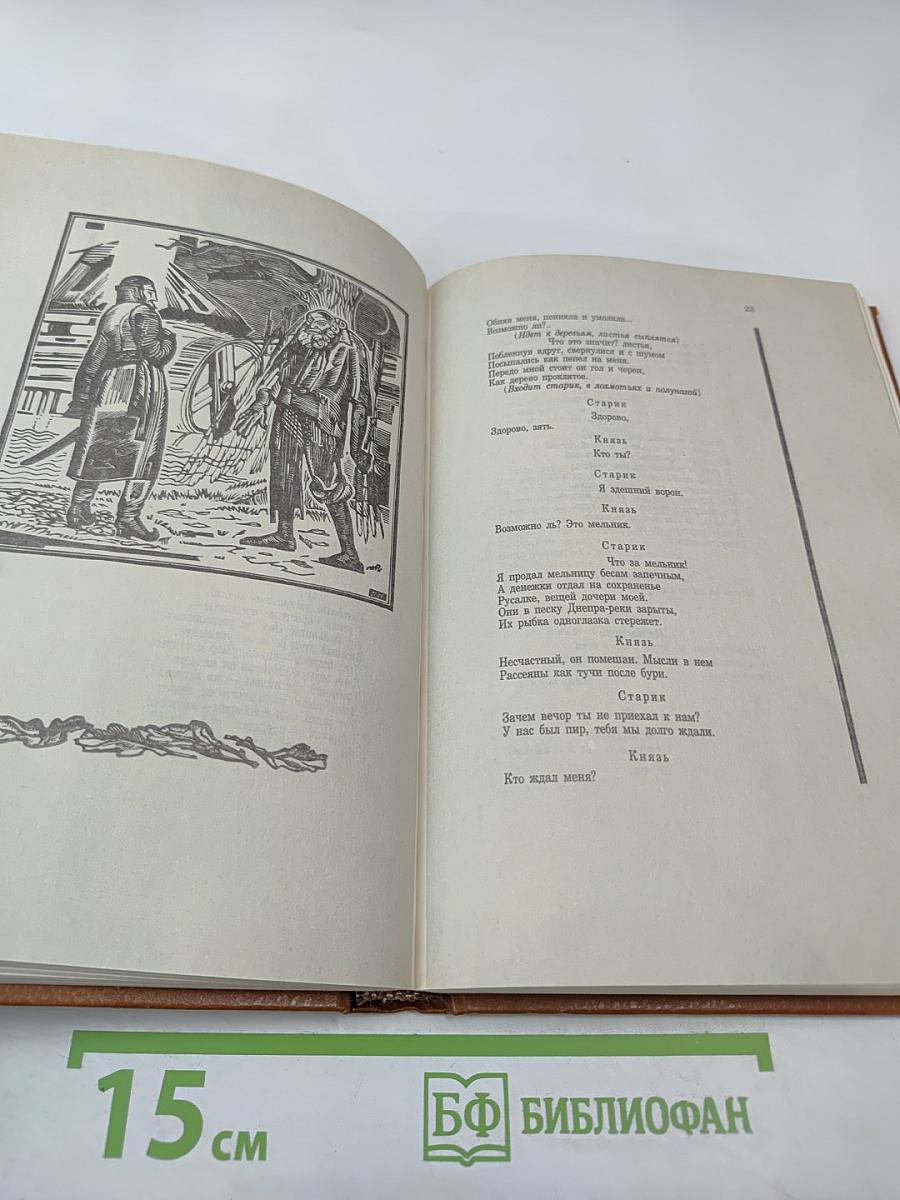 23
Обняв меня, поникла и умоляла...
Возможно ли?..
(Идет к деревьям, листья сыплятся)
Что это значит? листья,
Поблекнув вдруг, свернулися и с шумом
Посыпались как пепел на меня.
Передо мной стоит он гол и черен,
Как дерево проклятое.
(Входит старик, в лохмотьях и полунагой)
Старик
Здорово,
Здорово, зять.
Князь
Кто ты?
Старик
Я здешний ворон.
Князь
Возможно ль? Это мельник.
Старик
Что за мельник!
Я продал мельницу бесам запечным,
А денежки отдал на сохраненье
Русалке, вещей дочери моей.
Они в песку Днепра-реки зарыты,
Их рыбка одноглазка стережет.
Князь
Несчастный, он помешан. Мысли в нем
Рассеяны как тучи после бури.
Старик
Зачем вечор ты не приехал к нам?
У нас был пир, тебя мы долго ждали.
Князь
Кто ждал меня?
15 см
БФ БИБЛИОФАН